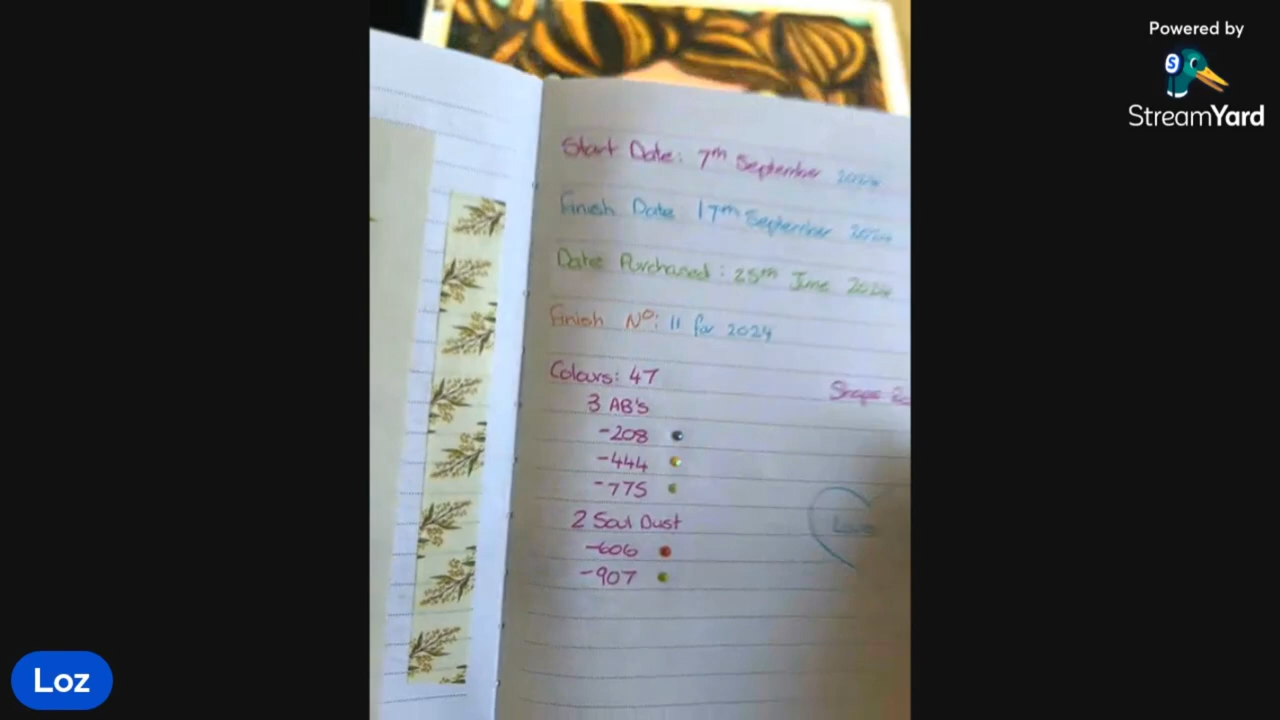 Powered by
StreamYard
Start Date: 7th September 2024
Finish Date 17th September 2024
Date Purchased: 25th June 2024
Finish No: 11 for 2024
Colours: 47
3 AB's
-208
-444
-775
2 Soul Dust
-606
-907
Love
Loz